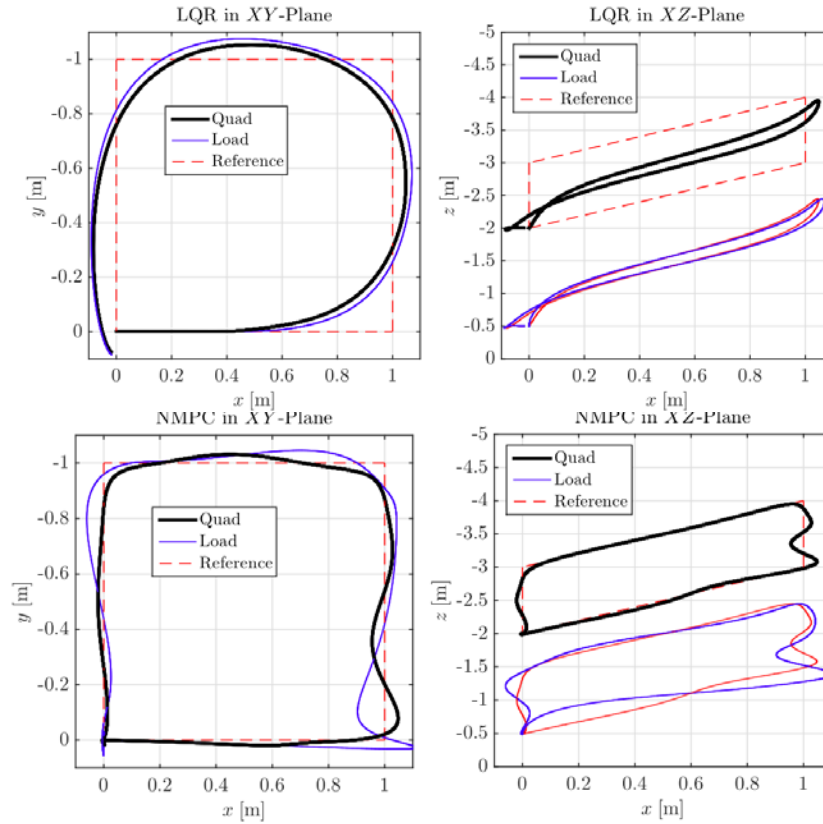 LQR in XY-Plane
-1
-0.8
-0.6
-0.4
-0.2
0
y [m]
Quad
Load
Reference
0 0.2 0.4 0.6 0.8 1
x [m]
LQR in XZ-Plane
-5
-4.5
-4
-3.5
-3
-2.5
-2
-1.5
-1
-0.5
0
z [m]
Quad
Load
Reference
0 0.2 0.4 0.6 0.8 1
x [m]
NMPC in XY-Plane
-1
-0.8
-0.6
-0.4
-0.2
0
y [m]
Quad
Load
Reference
0 0.2 0.4 0.6 0.8 1
x [m]
NMPC in XZ-Plane
-5
-4.5
-4
-3.5
-3
-2.5
-2
-1.5
-1
-0.5
0
z [m]
Quad
Load
Reference
0 0.2 0.4 0.6 0.8 1
x [m]